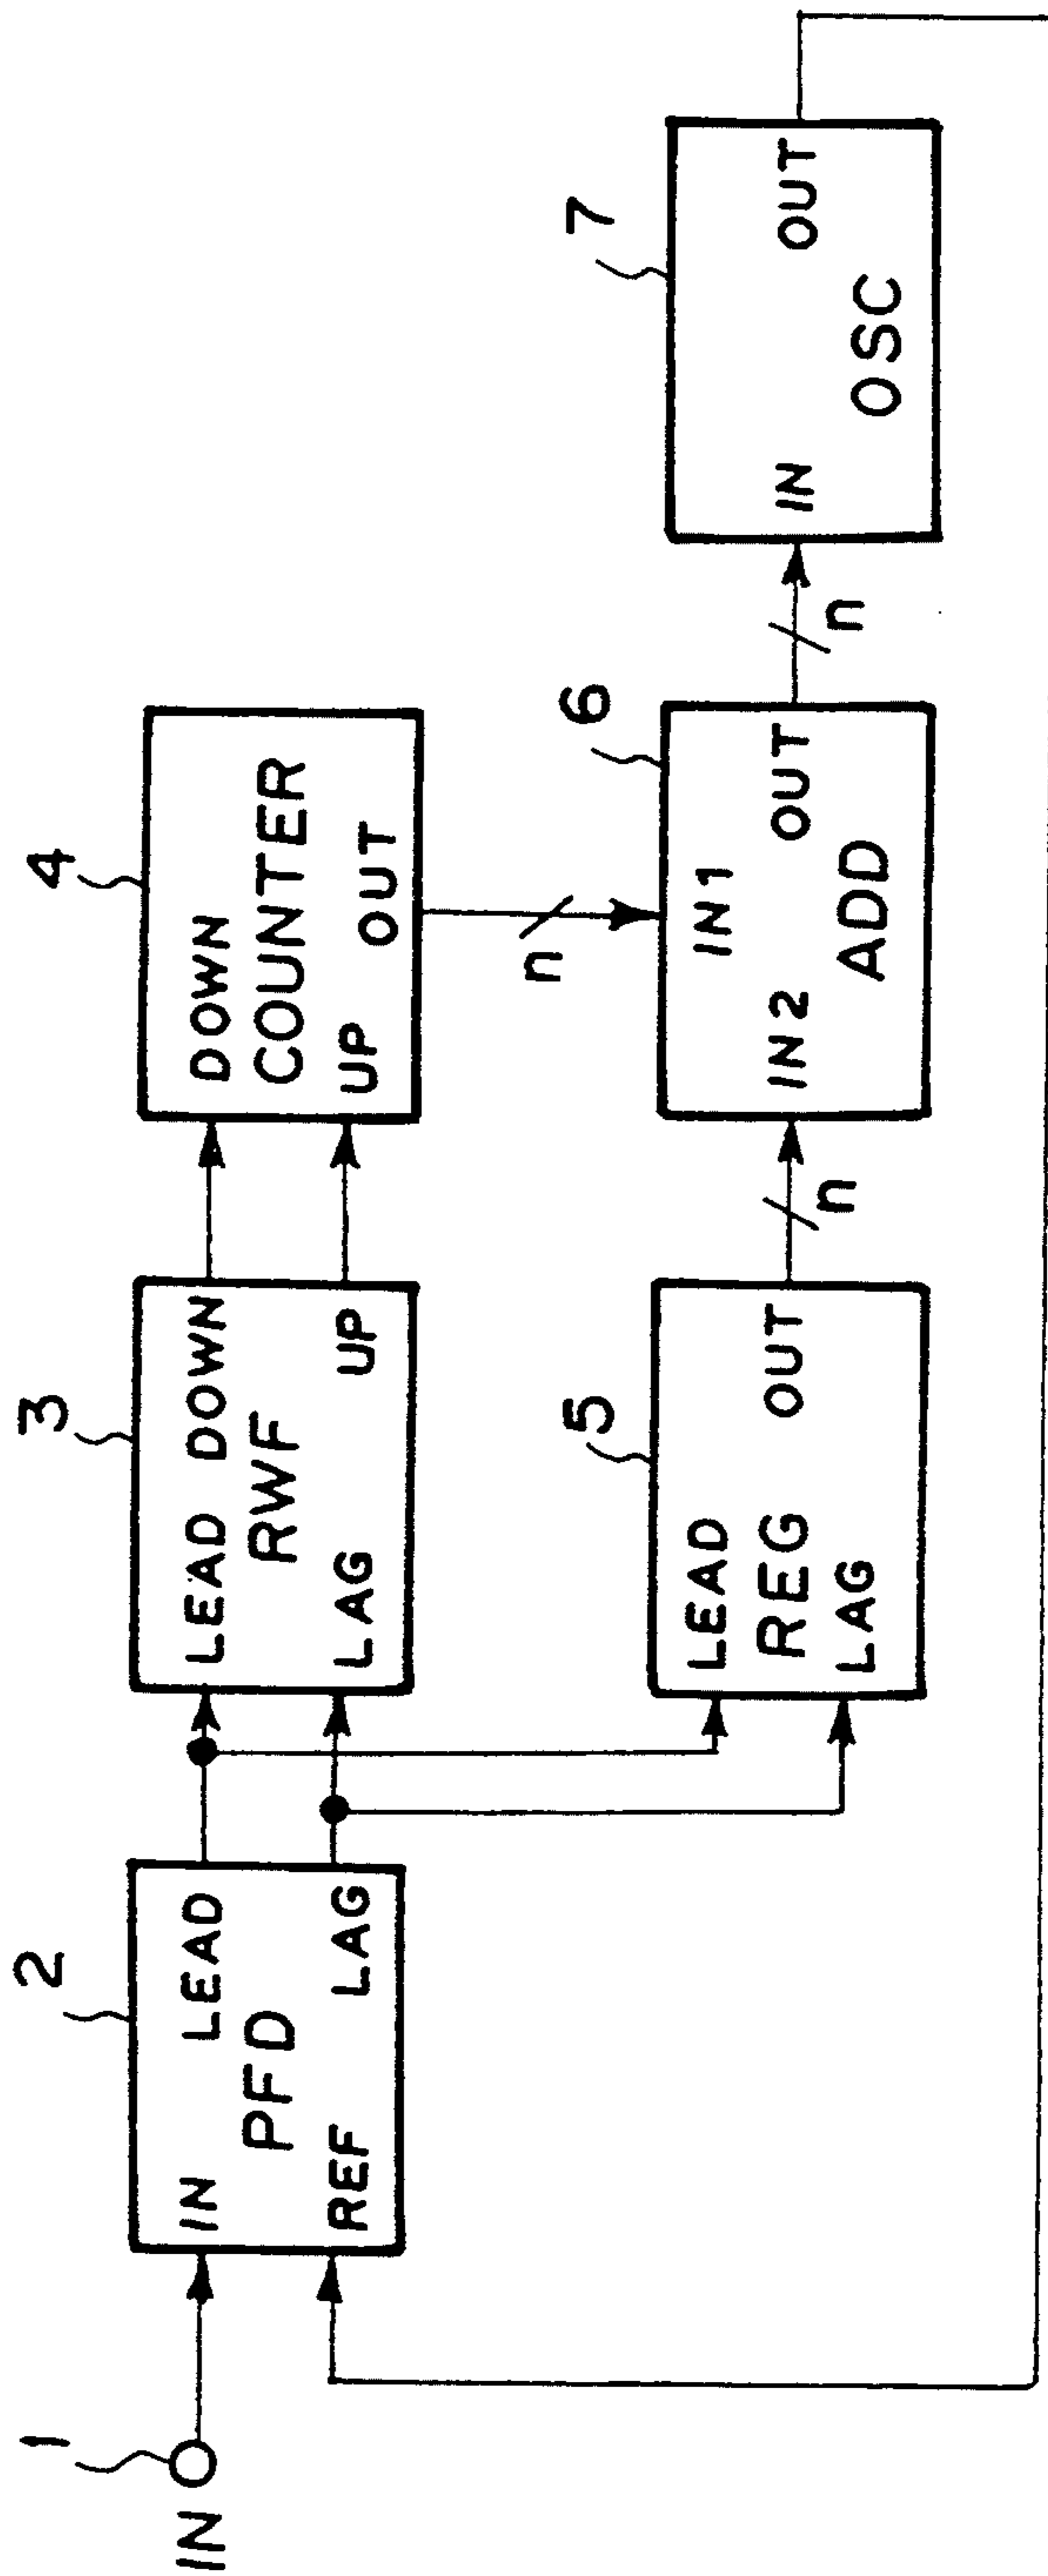 1
IN
2
IN LEAD
PFD
REF LAG
3
LEAD DOWN
RWF
LAG UP
4
DOWN
COUNTER
UP
OUT
n
5
LEAD
REG OUT
LAG
n
6
IN1
IN2 OUT
ADD
n
7
IN OUT
OSC